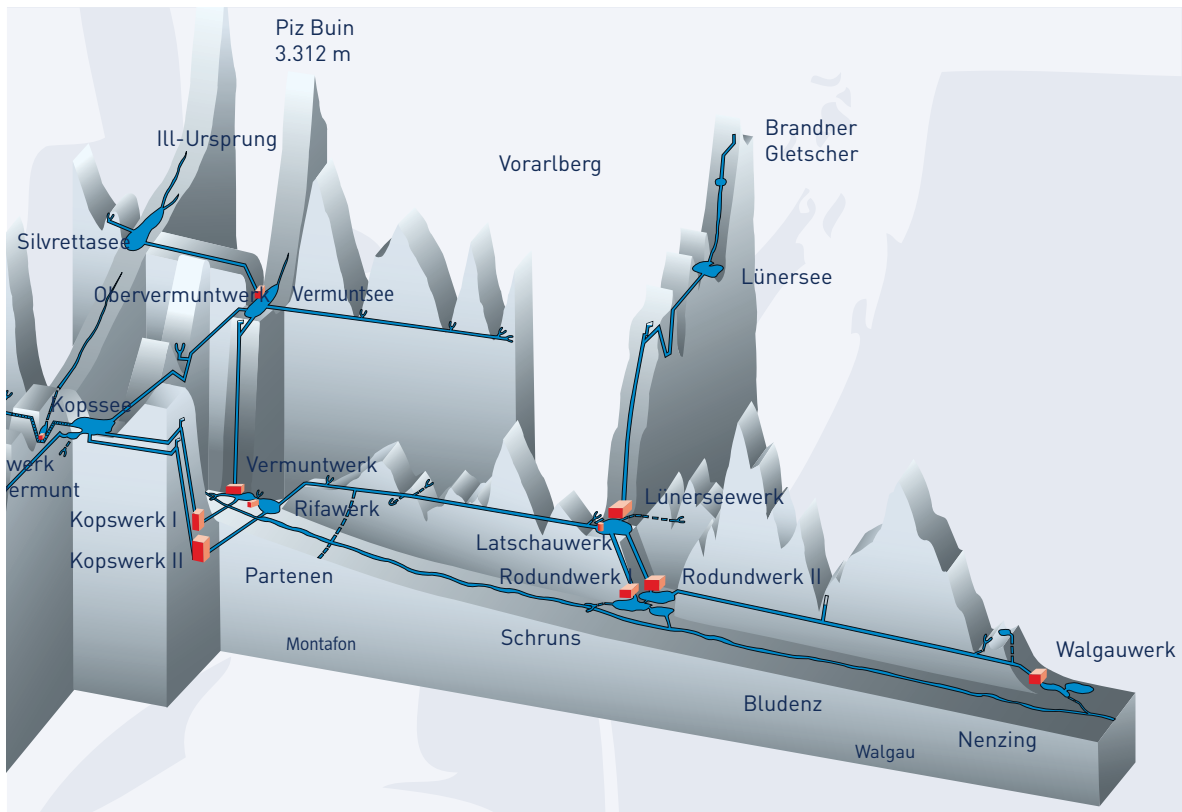 Piz Buin
3.312 m
Ill-Ursprung
Brandner
Gletscher
Vorarlberg
Silvrettasee
Lünersee
Obervermuntwerk
Vermuntsee
Kopssee
werk
ermunt
Vermuntwerk
Rifawerk
Lünerseewerk
Kopswerk I
Latschauwerk
Kopswerk II
Partenen
Rodundwerk I
Rodundwerk II
Montafon
Schruns
Walgauwerk
Bludenz
Nenzing
Walgau